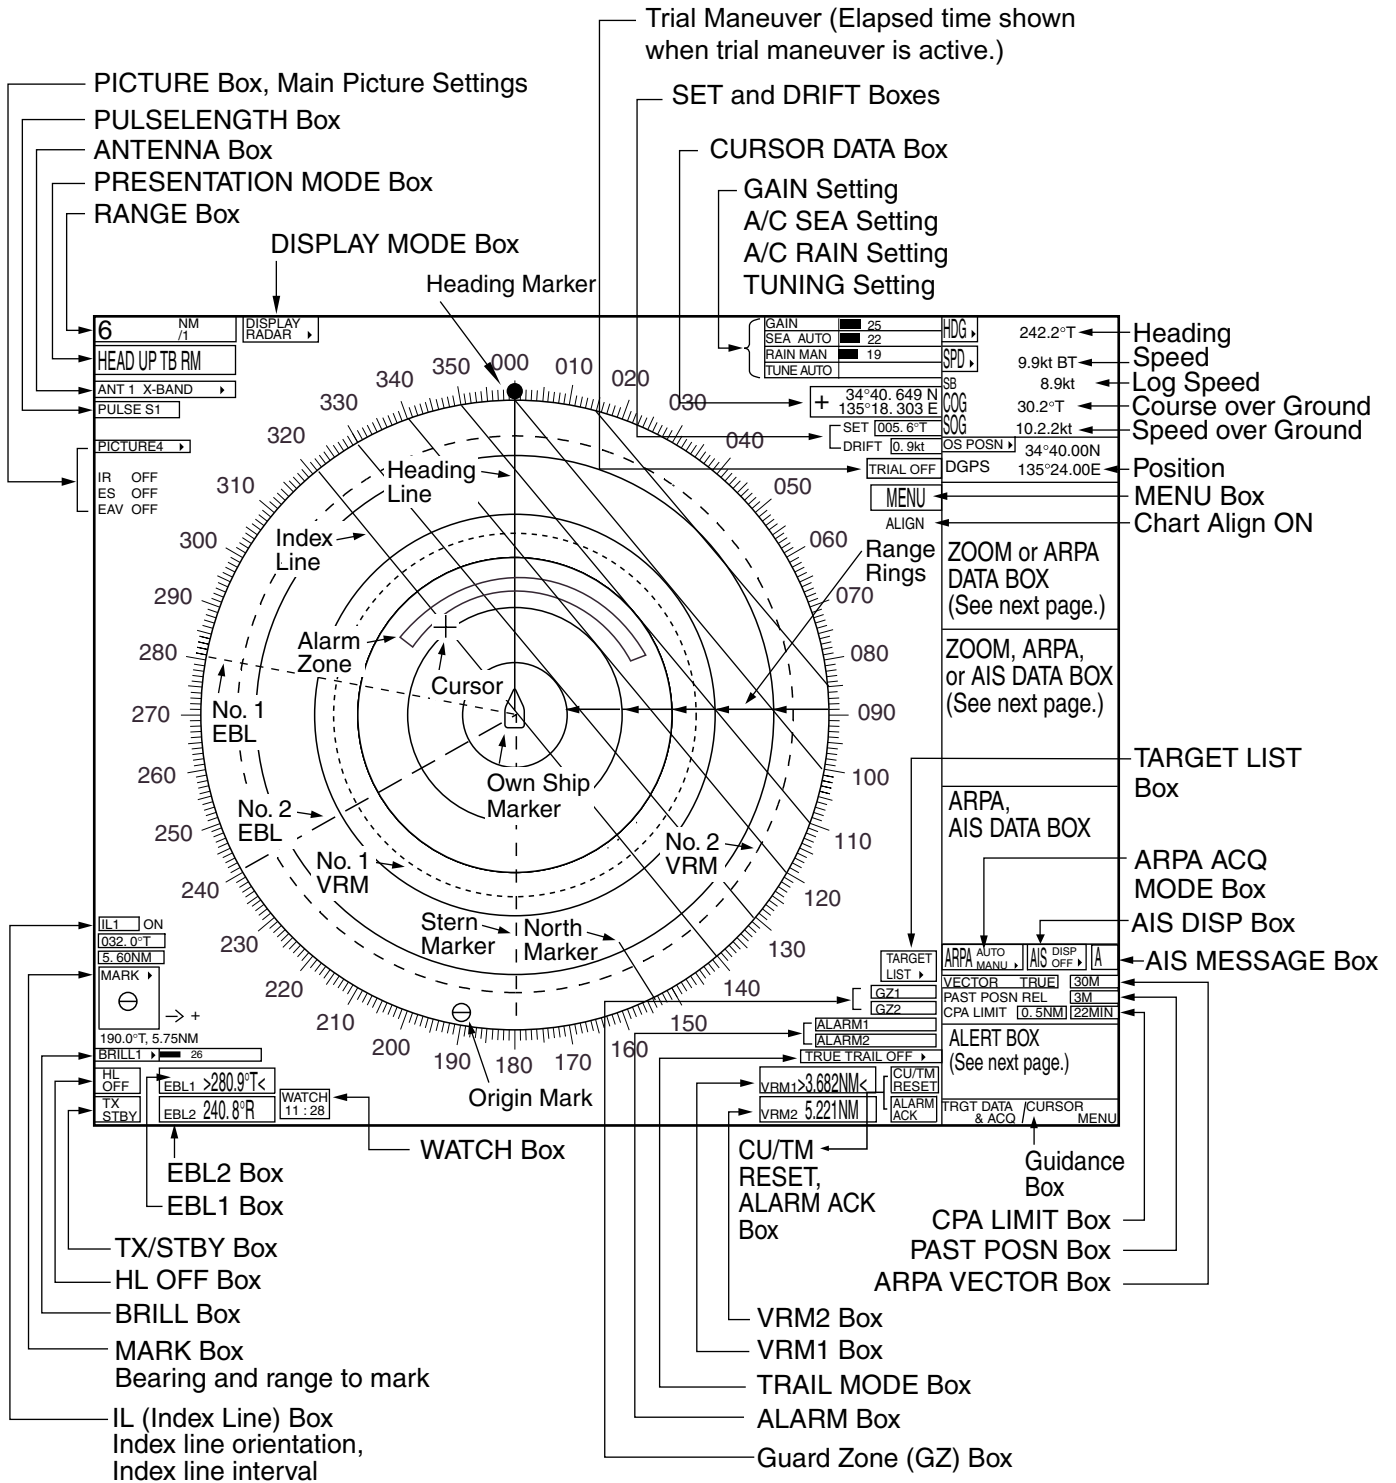 Trial Maneuver (Elapsed time shown
when trial maneuver is active.)
PICTURE Box, Main Picture Settings
SET and DRIFT Boxes
PULSELENGTH Box
ANTENNA Box
CURSOR DATA Box
PRESENTATION MODE Box
GAIN Setting
RANGE Box
A/C SEA Setting
DISPLAY MODE Box
A/C RAIN Setting
Heading Marker
TUNING Setting
6 NM
/1
DISPLAY
RADAR
HEAD UP TB RM
ANT 1 X-BAND
PULSE S1
PICTURE4
IR OFF
ES OFF
EAV OFF
GAIN 25
SEA AUTO 22
RAIN MAN 19
TUNE AUTO
+ 34°40. 649 N
135°18. 303 E
SET 005. 6°T
DRIFT 0. 9kt
TRIAL OFF
MENU
ALIGN
HDG 242.2°T
SPD 9.9kt BT
SB 8.9kt
COG 30.2°T
SOG 10.2.2kt
OS POSN 34°40.00N
DGPS 135°24.00E
Heading
Speed
Log Speed
Course over Ground
Speed over Ground
Position
MENU Box
Chart Align ON
000
010
020
030
040
050
060
070
080
090
100
110
120
130
140
150
160
170
180
190
200
210
220
230
240
250
260
270
280
290
300
310
320
330
340
350
Heading
Line
Index
Line
Range
Rings
Alarm
Zone
Cursor
No. 1
EBL
Own Ship
Marker
No. 2
EBL
No. 1
VRM
No. 2
VRM
Stern
Marker
North
Marker
Origin Mark
ZOOM or ARPA
DATA BOX
(See next page.)
ZOOM, ARPA,
or AIS DATA BOX
(See next page.)
ARPA,
AIS DATA BOX
TARGET LIST
Box
ARPA ACQ
MODE Box
AIS DISP Box
AIS MESSAGE Box
IL1 ON
032. 0°T
5. 60NM
MARK
→ +
190.0°T, 5.75NM
BRILL1 26
HL
OFF
EBL1 >280.9°T<
TX
STBY
EBL2 240. 8°R
WATCH
11 : 28
TARGET
LIST
GZ1
GZ2
ALARM1
ALARM2
TRUE TRAIL OFF
VRM1 >3.682NM<
VRM2 5.221NM
CU/TM
RESET
ALARM
ACK
ARPA AUTO
MANU
AIS DISP
OFF
A
VECTOR TRUE 30M
PAST POSN REL 3M
CPA LIMIT 0. 5NM 22MIN
ALERT BOX
(See next page.)
TRGT DATA
& ACQ
/CURSOR
MENU
WATCH Box
EBL2 Box
EBL1 Box
CU/TM
RESET,
ALARM ACK
Box
Guidance
Box
CPA LIMIT Box
PAST POSN Box
ARPA VECTOR Box
TX/STBY Box
HL OFF Box
BRILL Box
MARK Box
Bearing and range to mark
IL (Index Line) Box
Index line orientation,
Index line interval
VRM2 Box
VRM1 Box
TRAIL MODE Box
ALARM Box
Guard Zone (GZ) Box